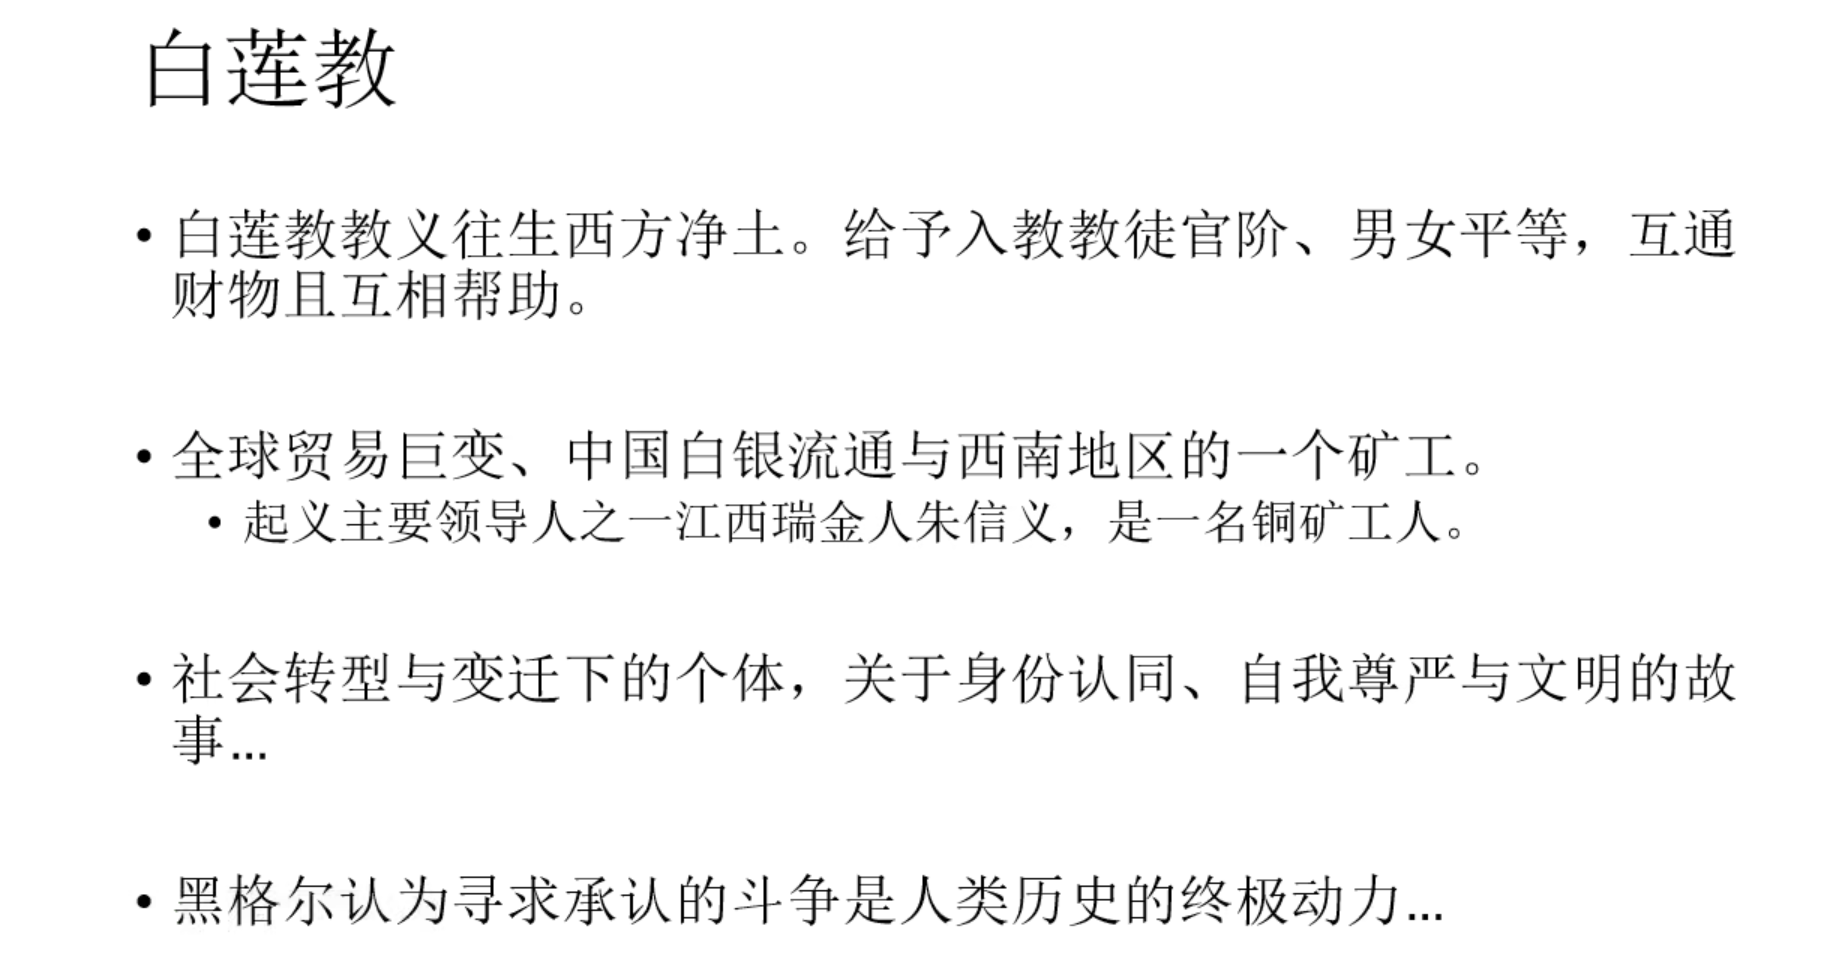 白莲教
• 白莲教教义往生西方净土。给予入教教徒官阶、男女平等，互通
财物且互相帮助。
• 全球贸易巨变、中国白银流通与西南地区的一个矿工。
• 起义主要领导人之一江西瑞金人朱信义，是一名铜矿工人。
• 社会转型与变迁下的个体，关于身份认同、自我尊严与文明的故
事...
• 黑格尔认为寻求承认的斗争是人类历史的终极动力...